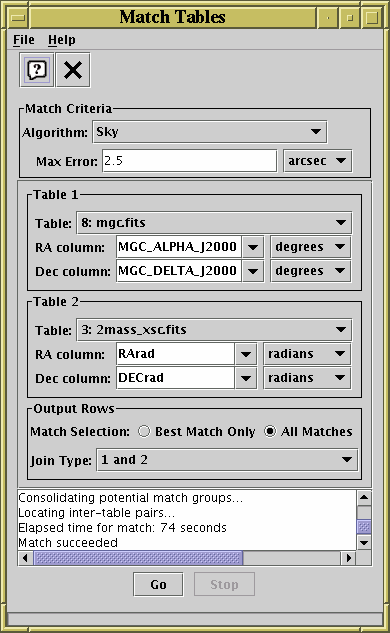 Match Tables
File Help
Match Criteria
Algorithm: Sky
Max Error: 2.5 arcsec
Table 1
Table: 8: mgc.fits
RA column: MGC_ALPHA_J2000 degrees
Dec column: MGC_DELTA_J2000 degrees
Table 2
Table: 3: 2mass_xsc.fits
RA column: RArad radians
Dec column: DECrad radians
Output Rows
Match Selection: Best Match Only All Matches
Join Type: 1 and 2
Consolidating potential match groups...
Locating inter-table pairs...
Elapsed time for match: 74 seconds
Match succeeded
Go Stop